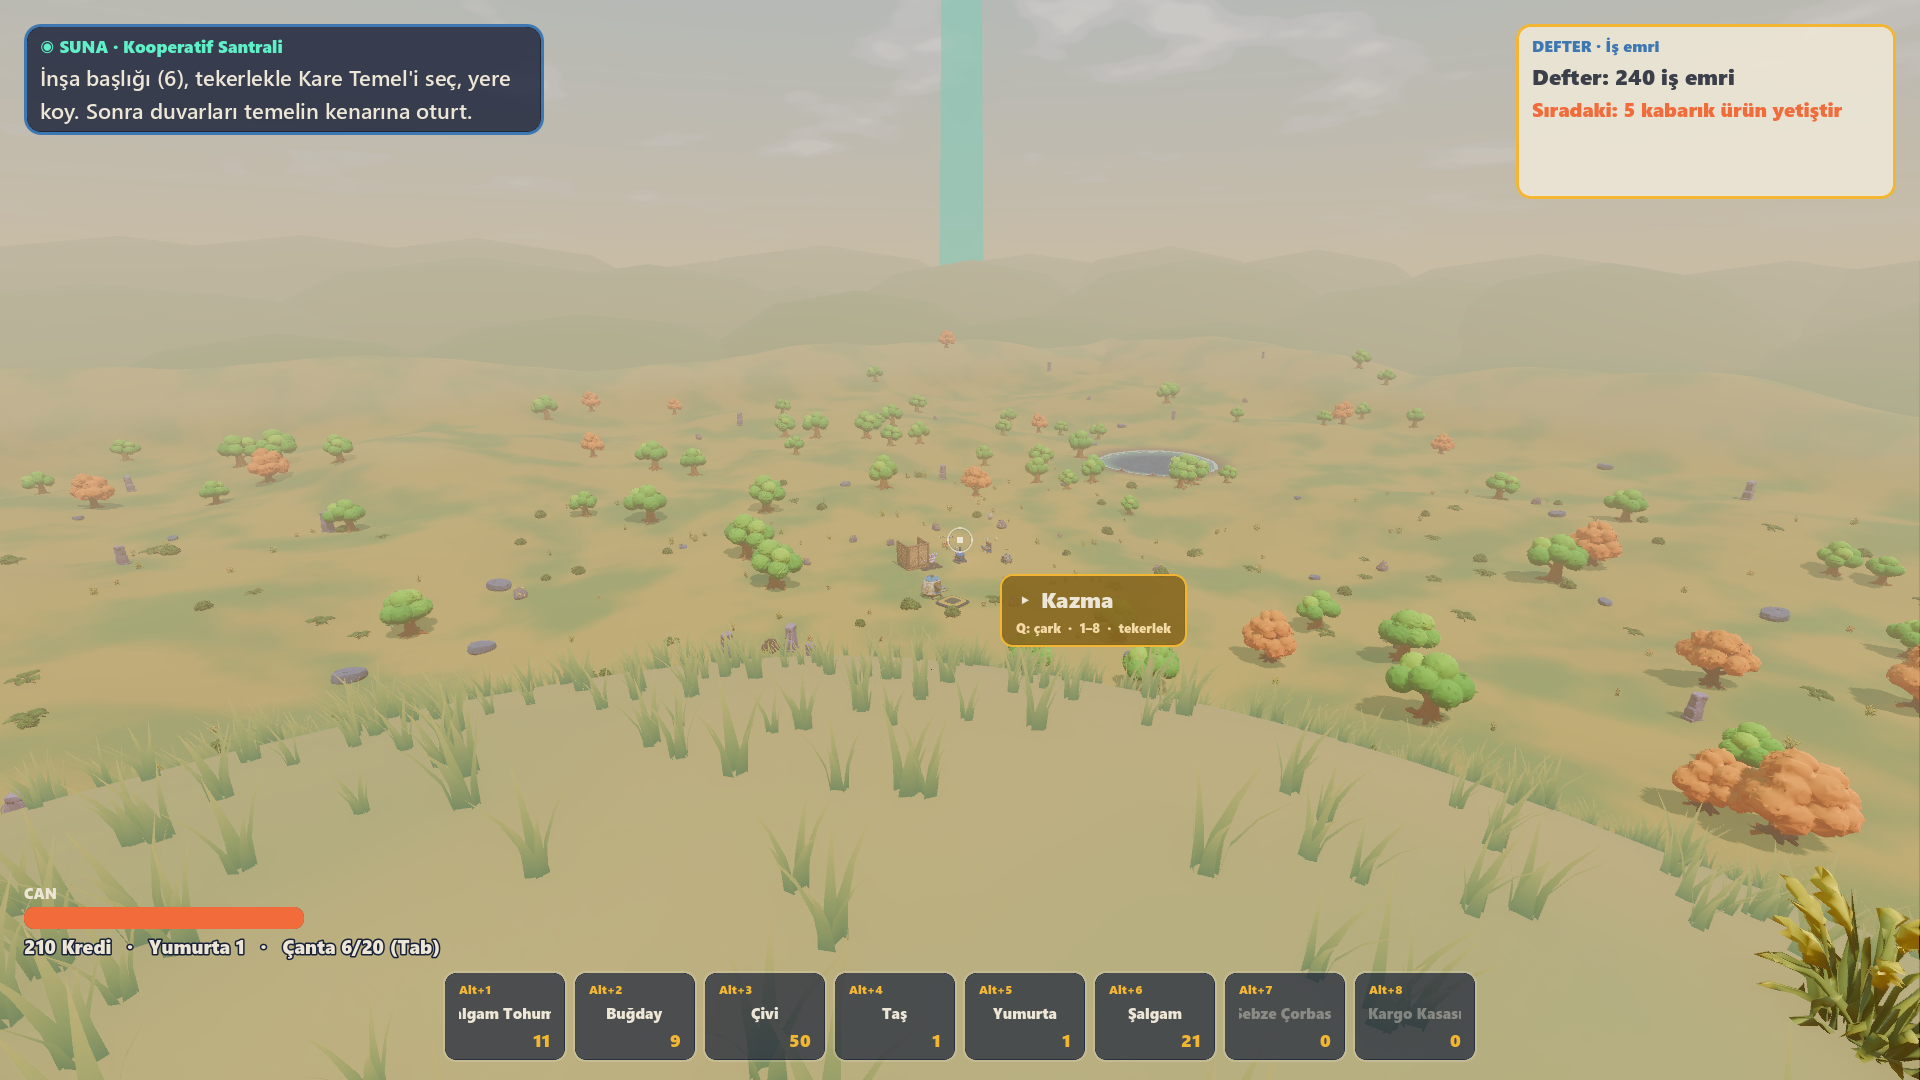 ◉ SUNA · Kooperatif Santrali
İnşa başlığı (6), tekerlekle Kare Temel'i seç, yere
koy. Sonra duvarları temelin kenarına oturt.
DEFTER · İş emri
Defter: 240 iş emri
Sıradaki: 5 kabarık ürün yetiştir
▸ Kazma
Q: çark · 1–8 · tekerlek
CAN
210 Kredi · Yumurta 1 · Çanta 6/20 (Tab)
Alt+1
algam Tohum
11
Alt+2
Buğday
9
Alt+3
Çivi
50
Alt+4
Taş
1
Alt+5
Yumurta
1
Alt+6
Şalgam
21
Alt+7
Sebze Çorbas
0
Alt+8
Kargo Kasası
0